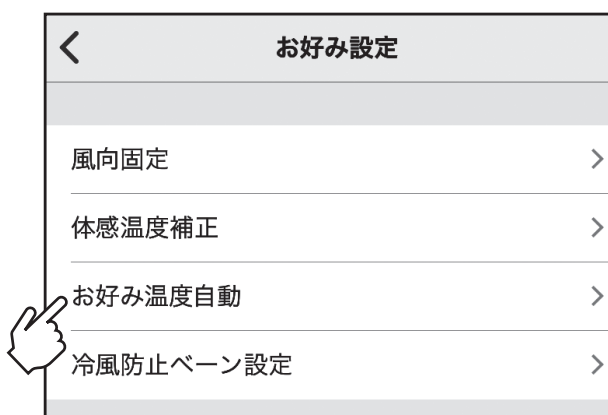 お好み設定
風向固定
体感温度補正
お好み温度自動
冷風防止ベーン設定